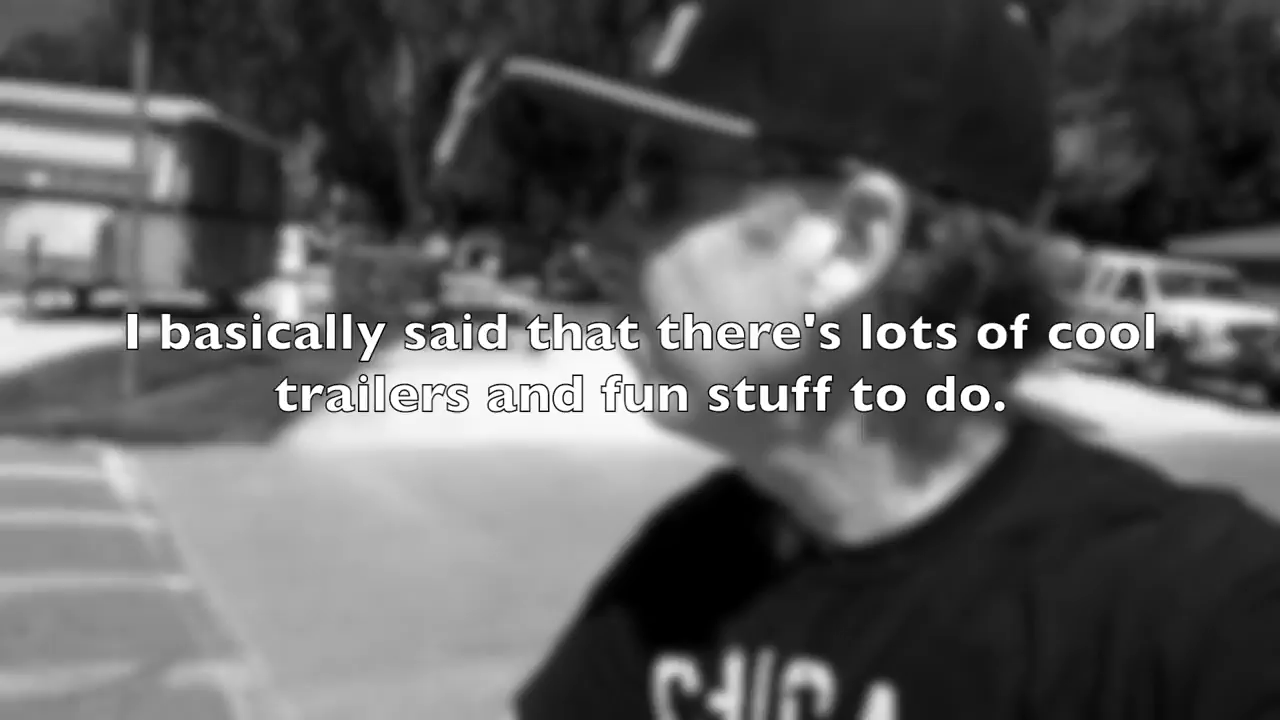 I basically said that there's lots of cool
trailers and fun stuff to do.